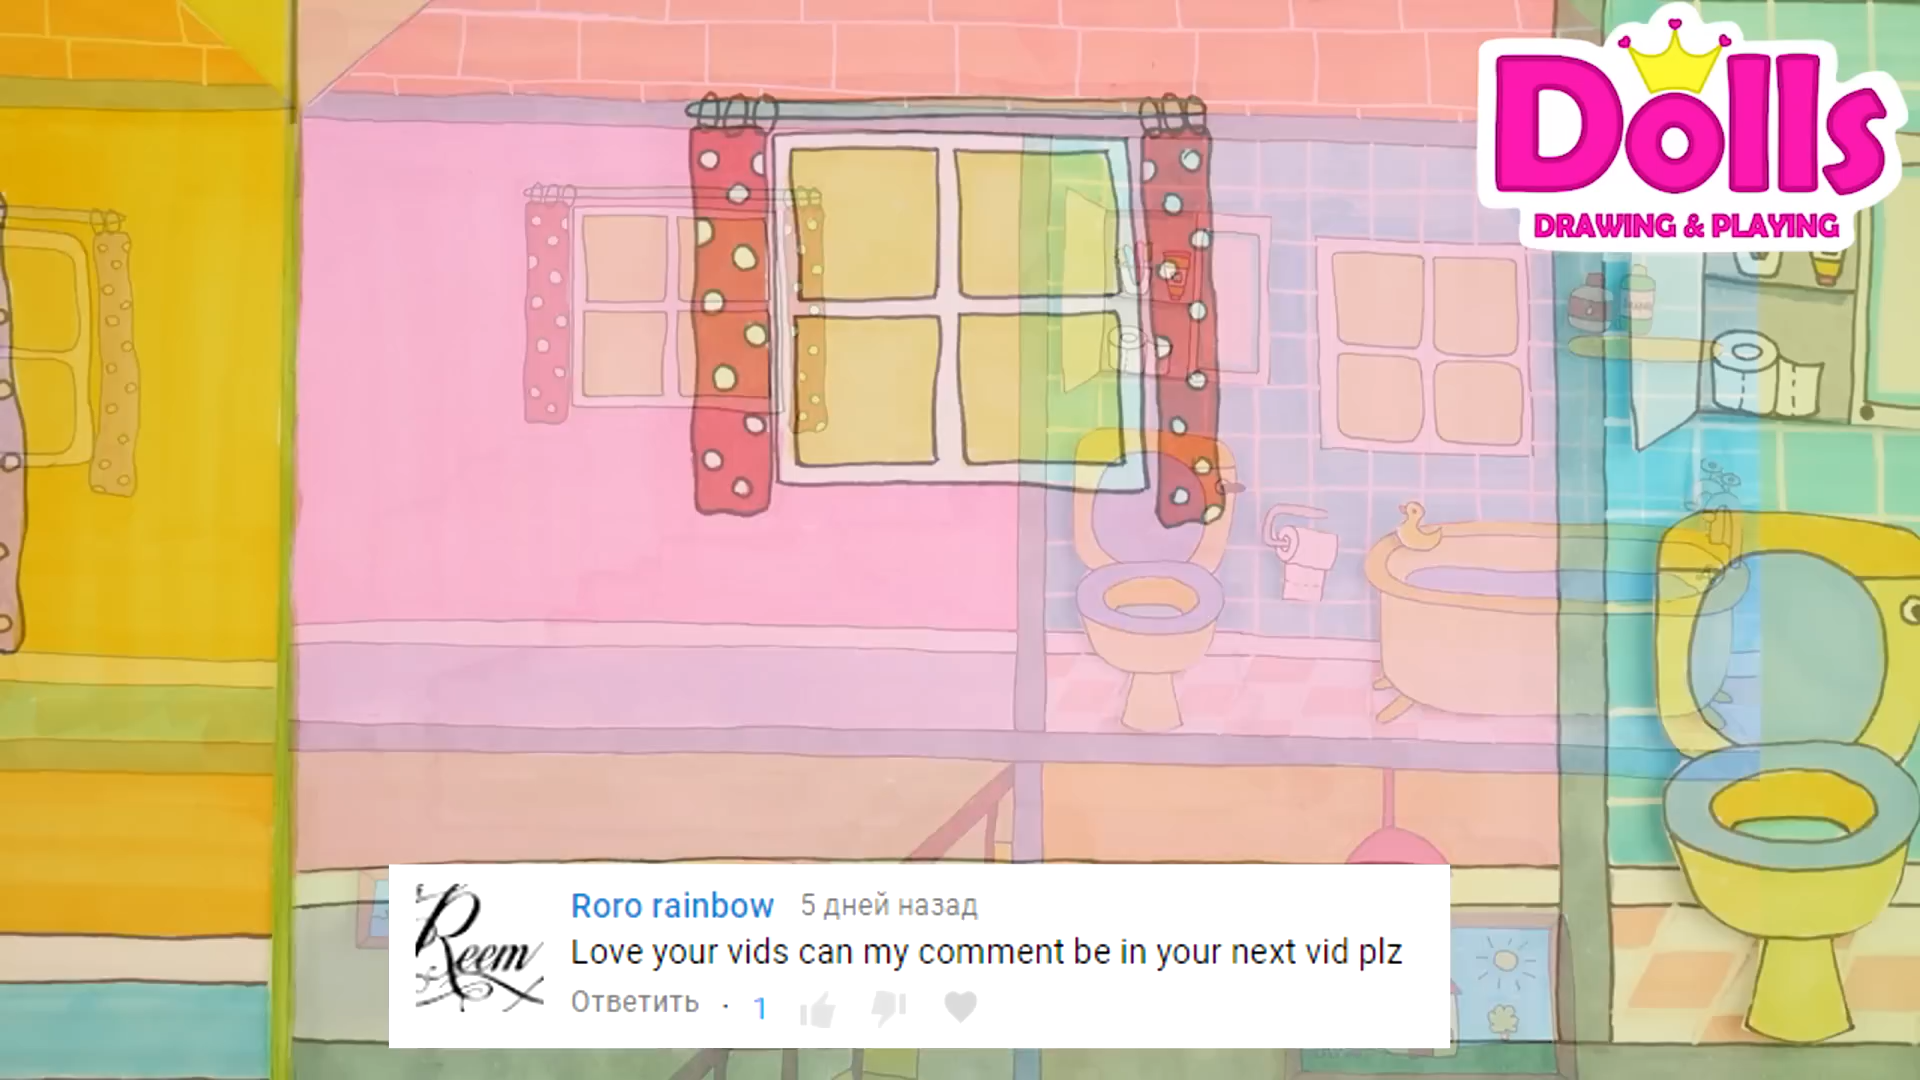 Dolls
DRAWING & PLAYING
Reem
Roro rainbow 5 дней назад
Love your vids can my comment be in your next vid plz
Ответить · 1